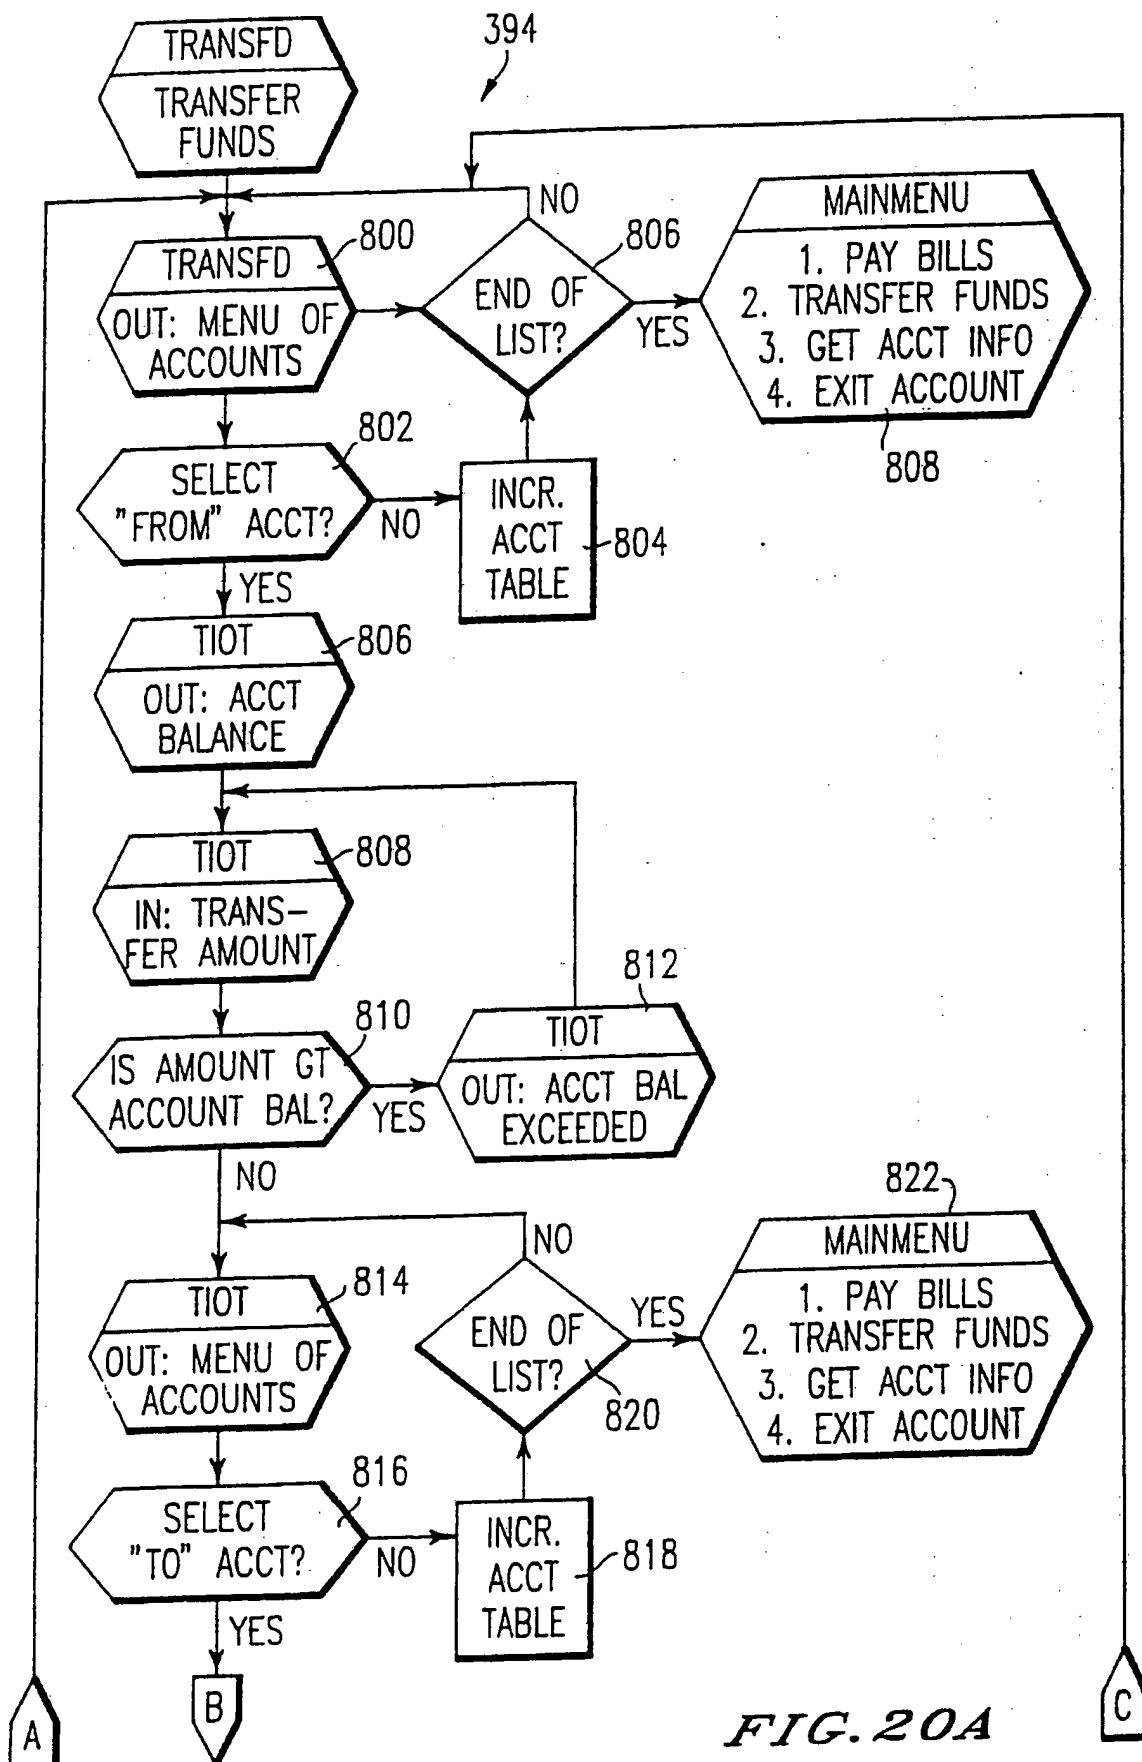 394
TRANSFD
TRANSFER
FUNDS
NO
800
TRANSFD
OUT: MENU OF
ACCOUNTS
806
END OF
LIST?
YES
MAINMENU
1. PAY BILLS
2. TRANSFER FUNDS
3. GET ACCT INFO
4. EXIT ACCOUNT
808
802
SELECT
"FROM" ACCT?
NO
INCR.
ACCT
TABLE
804
YES
TIOT
806
OUT: ACCT
BALANCE
TIOT
808
IN: TRANS-
FER AMOUNT
810
IS AMOUNT GT
ACCOUNT BAL?
YES
812
TIOT
OUT: ACCT BAL
EXCEEDED
NO
814
TIOT
OUT: MENU OF
ACCOUNTS
NO
END OF
LIST?
820
YES
822
MAINMENU
1. PAY BILLS
2. TRANSFER FUNDS
3. GET ACCT INFO
4. EXIT ACCOUNT
816
SELECT
"TO" ACCT?
NO
INCR.
ACCT
TABLE
818
YES
A
B
C
FIG. 20A